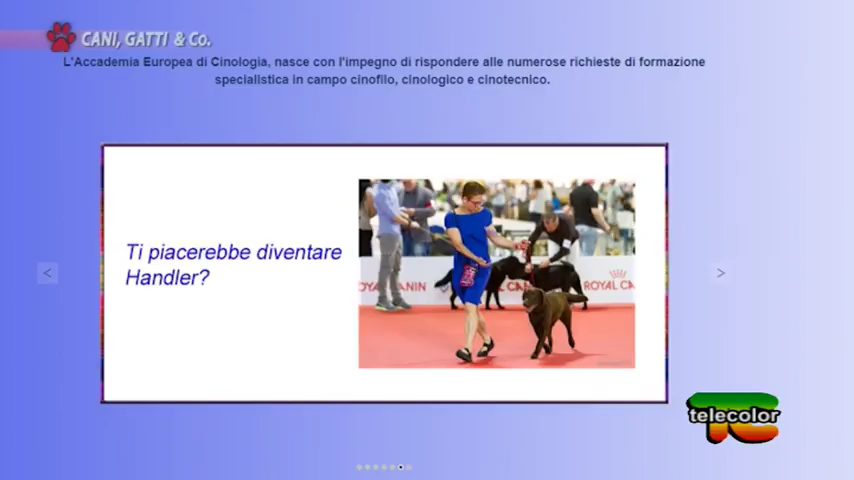 CANI, GATTI & Co.
L'Accademia Europea di Cinologia, nasce con l'impegno di rispondere alle numerose richieste di formazione
specialistica in campo cinofilo, cinologico e cinotecnico.
Ti piacerebbe diventare
Handler?
ROYAL CANIN
ROYAL CA
<
>
telecolor